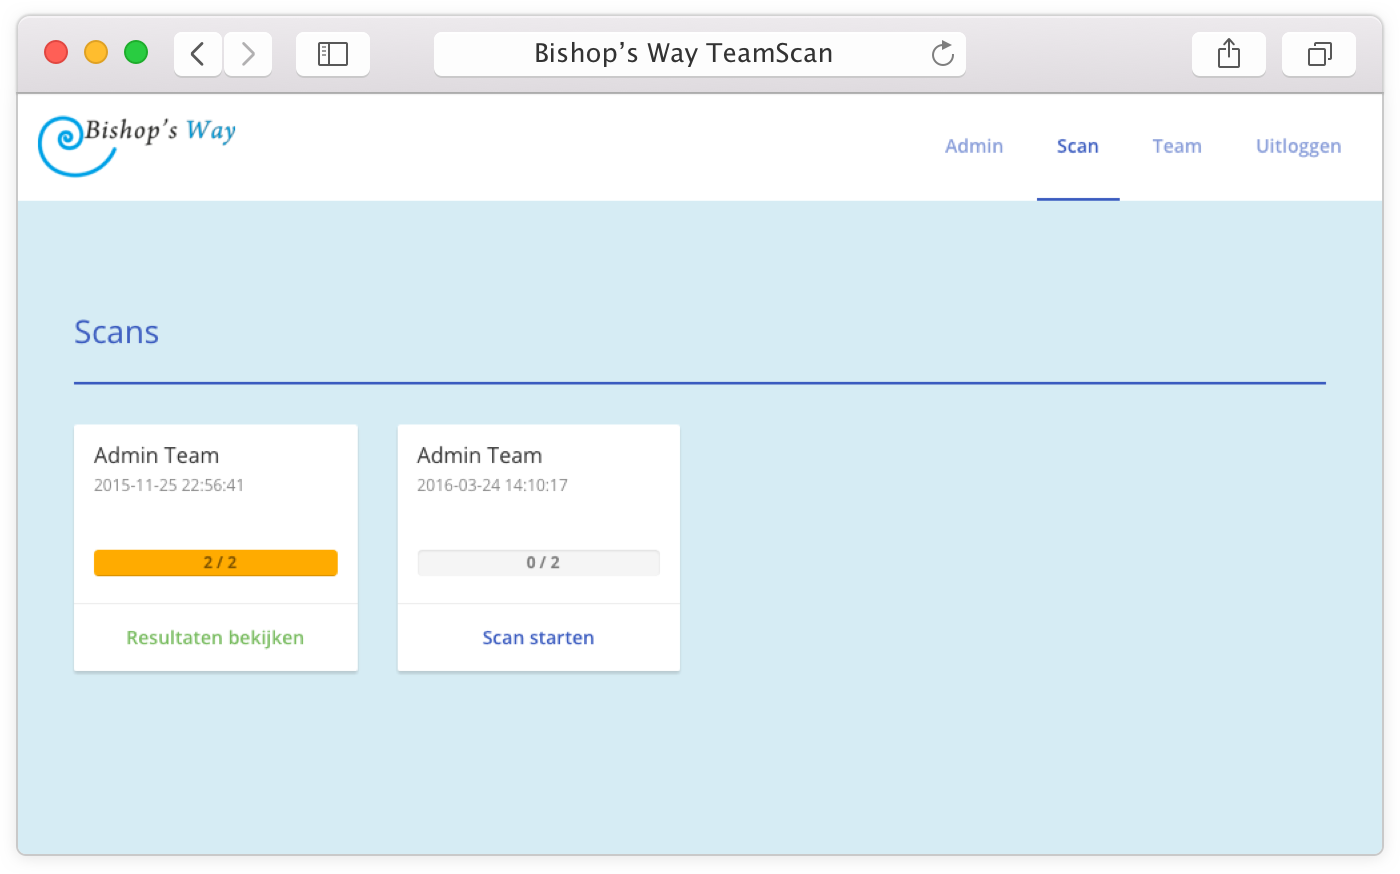 Bishop’s Way TeamScan
Bishop's Way
Admin Scan Team Uitloggen
Scans
Admin Team
2015-11-25 22:56:41
2 / 2
Resultaten bekijken
Admin Team
2016-03-24 14:10:17
0 / 2
Scan starten